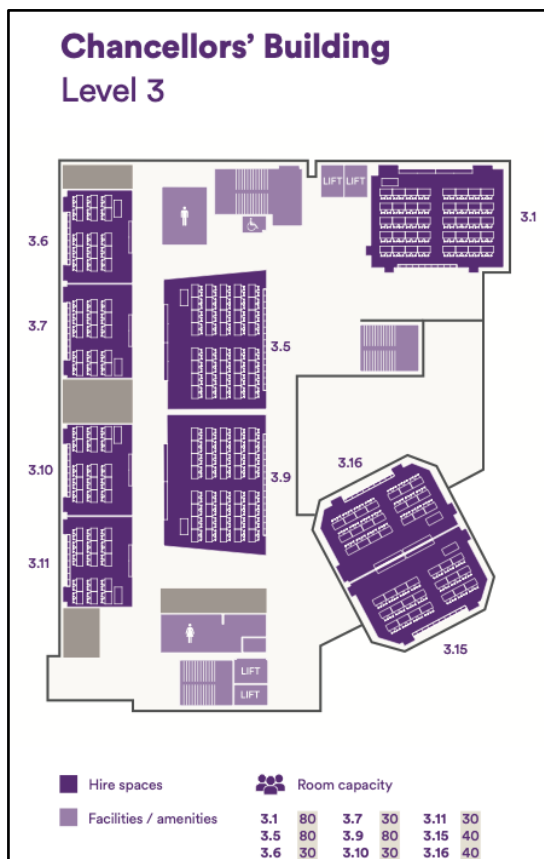 Chancellors' Building
Level 3
LIFT LIFT
3.1
3.6
3.7
3.5
3.10
3.9
3.16
3.11
3.15
LIFT
LIFT
Hire spaces
Room capacity
Facilities / amenities
3.1 80 3.7 30 3.11 30
3.5 80 3.9 80 3.15 40
3.6 30 3.10 30 3.16 40